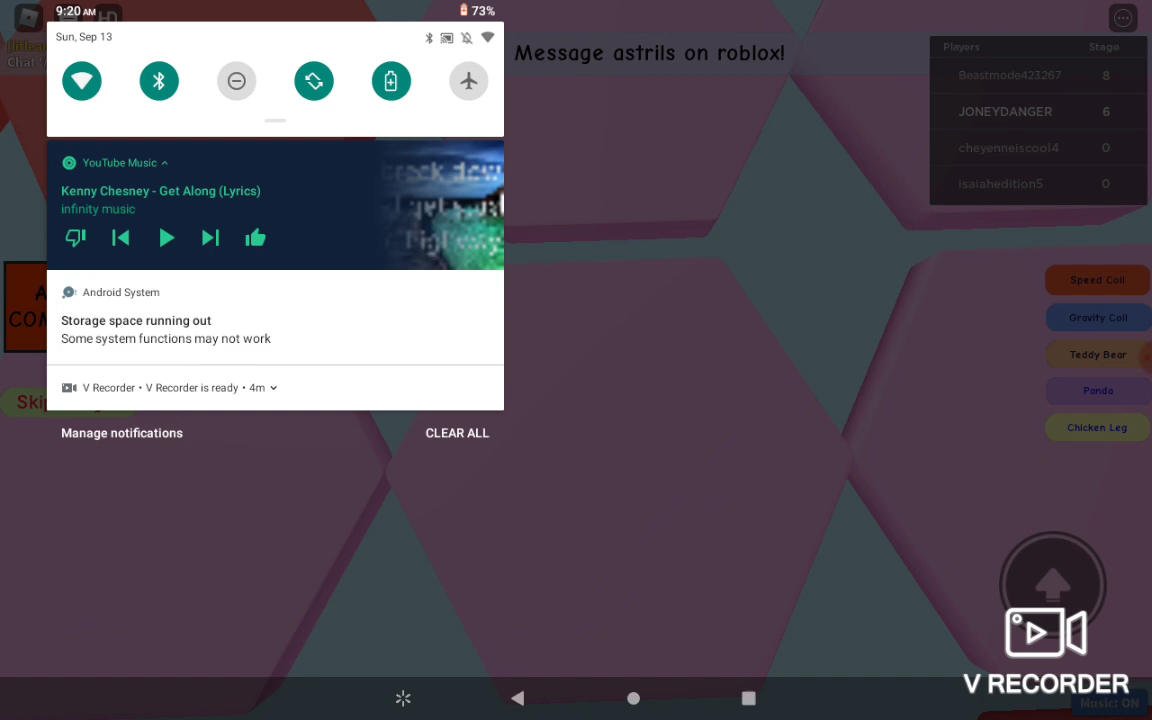 9:20 AM
73%
Sun, Sep 13
Message astrils on roblox!
Players Stage
Beastmode423267 8
JONEYDANGER 6
cheyenneiscool4 0
isaiahedition5 0
YouTube Music
Kenny Chesney - Get Along (Lyrics)
infinity music
Android System
Storage space running out
Some system functions may not work
V Recorder • V Recorder is ready • 4m
Manage notifications
CLEAR ALL
Speed Coil
Gravity Coil
Teddy Bear
Panda
Chicken Leg
V RECORDER
Music: ON